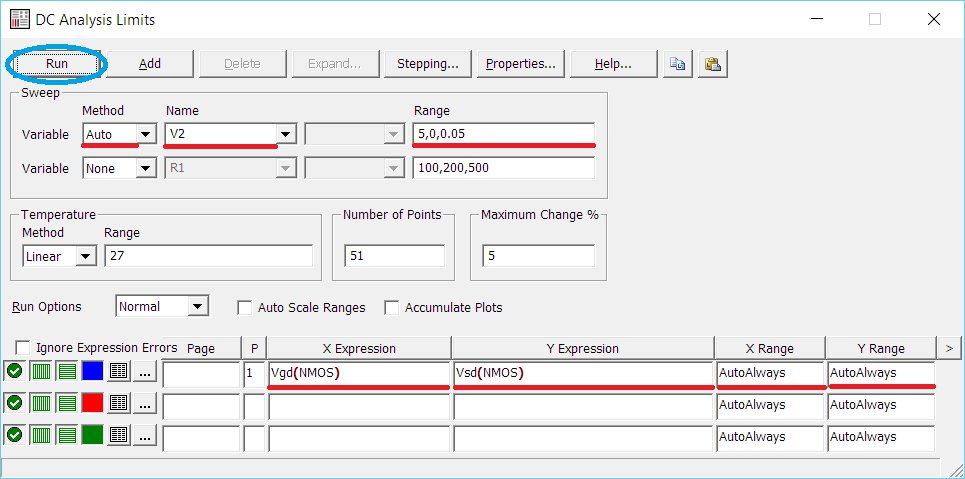 DC Analysis Limits
Run Add Delete Expand... Stepping... Properties... Help...
Sweep
Method Name Range
Variable Auto V2 5,0,0.05
Variable None R1 100,200,500
Temperature Number of Points Maximum Change %
Method Range
Linear 27 51 5
Run Options Normal Auto Scale Ranges Accumulate Plots
Ignore Expression Errors Page P X Expression Y Expression X Range Y Range >
... 1 Vgd(NMOS) Vsd(NMOS) AutoAlways AutoAlways
... AutoAlways AutoAlways
... AutoAlways AutoAlways